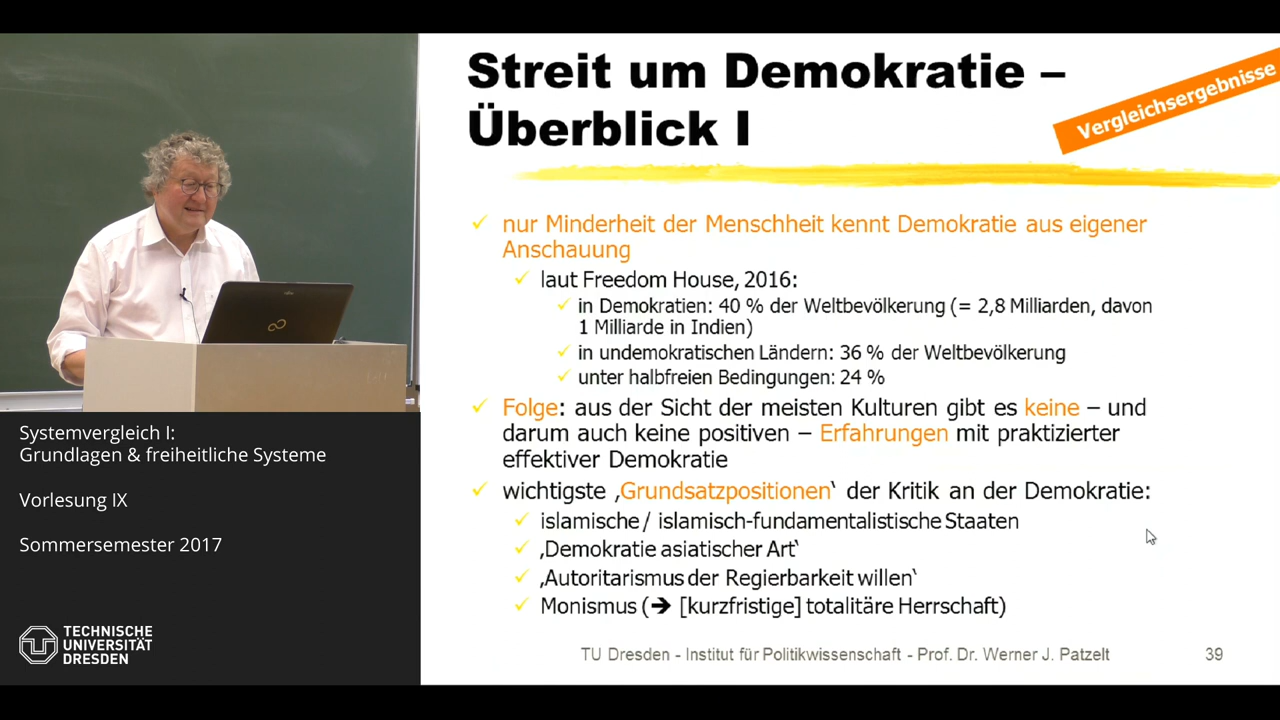 Streit um Demokratie –
Überblick I
Vergleichsergebnisse
nur Minderheit der Menschheit kennt Demokratie aus eigener
Anschauung
laut Freedom House, 2016:
in Demokratien: 40 % der Weltbevölkerung (= 2,8 Milliarden, davon
1 Milliarde in Indien)
in undemokratischen Ländern: 36 % der Weltbevölkerung
unter halbfreien Bedingungen: 24 %
Folge: aus der Sicht der meisten Kulturen gibt es keine – und
darum auch keine positiven – Erfahrungen mit praktizierter
effektiver Demokratie
wichtigste ‚Grundsatzpositionen‘ der Kritik an der Demokratie:
islamische / islamisch-fundamentalistische Staaten
‚Demokratie asiatischer Art‘
‚Autoritarismus der Regierbarkeit willen‘
Monismus (➔ [kurzfristige] totalitäre Herrschaft)
TU Dresden - Institut für Politikwissenschaft - Prof. Dr. Werner J. Patzelt
39
Systemvergleich I:
Grundlagen & freiheitliche Systeme
Vorlesung IX
Sommersemester 2017
TECHNISCHE
UNIVERSITÄT
DRESDEN